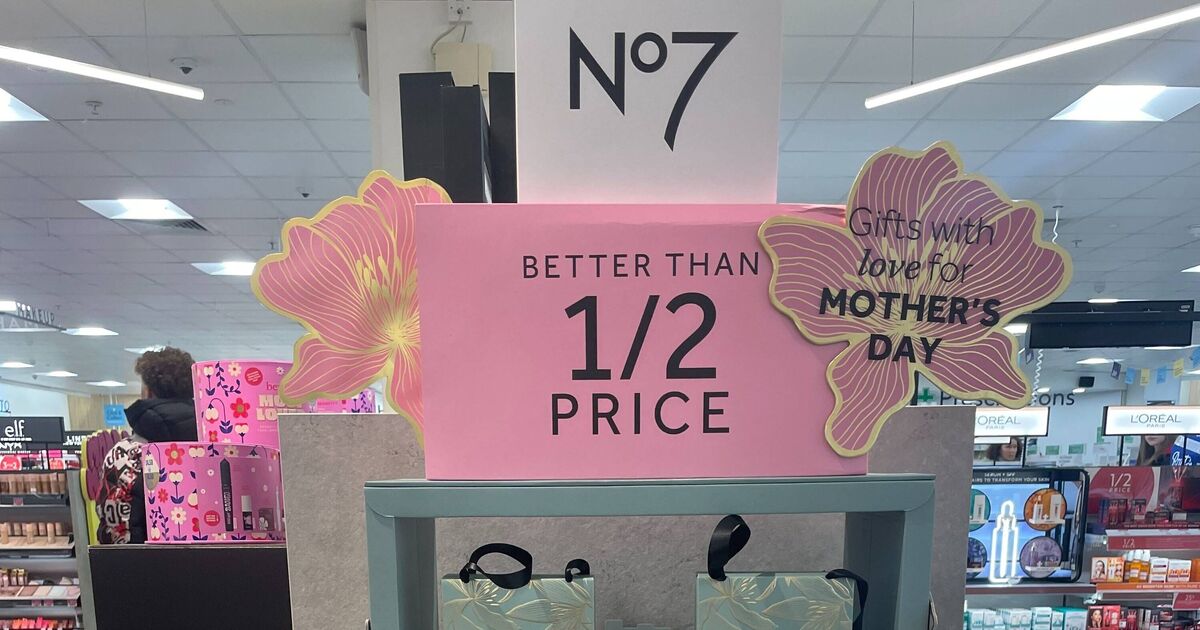 No7
BETTER THAN
1/2
PRICE
Gifts with
love for
MOTHER'S
DAY
MAKEUP
elf
NYX
L'ORÉAL
PARIS
L'ORÉAL
PARIS
1/2
PRICE